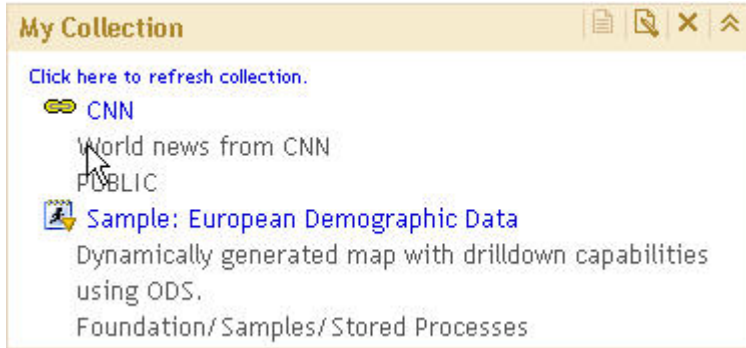 My Collection
Click here to refresh collection.
CNN
World news from CNN
PUBLIC
Sample: European Demographic Data
Dynamically generated map with drilldown capabilities
using ODS.
Foundation/Samples/Stored Processes